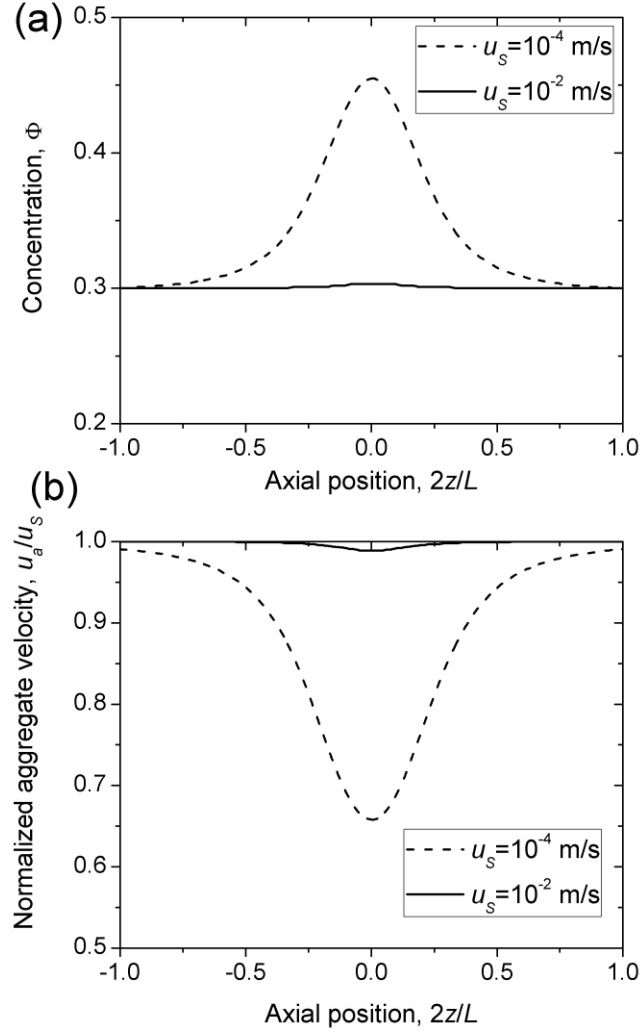 (a)
0.5
0.4
0.3
0.2
Concentration, Φ
u_S=10^-4 m/s
u_S=10^-2 m/s
-1.0 -0.5 0.0 0.5 1.0
Axial position, 2z/L
(b)
1.0
0.9
0.8
0.7
0.6
0.5
Normalized aggregate velocity, u_a/u_S
u_S=10^-4 m/s
u_S=10^-2 m/s
-1.0 -0.5 0.0 0.5 1.0
Axial position, 2z/L